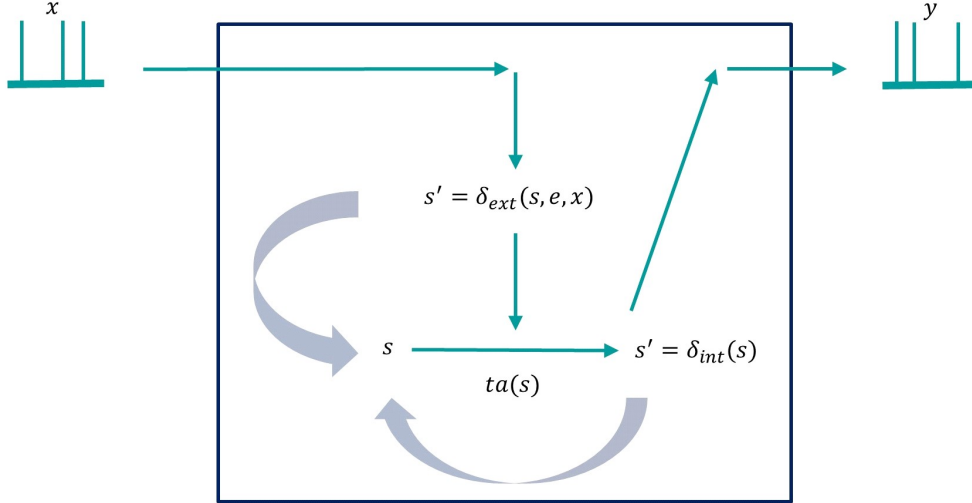 x
y
s′ = δ_ext(s, e, x)
s
s′ = δ_int(s)
ta(s)